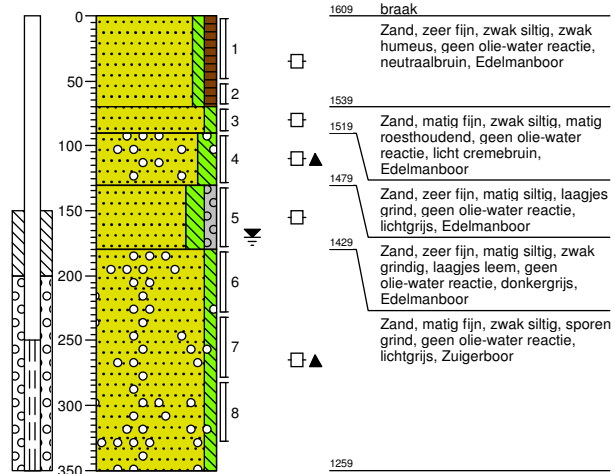 0
50
100
150
200
250
300
350
1
2
3
4
5
6
7
8
1609 braak
Zand, zeer fijn, zwak siltig, zwak
humeus, geen olie-water reactie,
neutraalbruin, Edelmanboor
1539
Zand, matig fijn, zwak siltig, matig
roesthoudend, geen olie-water
reactie, licht cremebruin,
Edelmanboor
1519
Zand, zeer fijn, matig siltig, laagjes
grind, geen olie-water reactie,
lichtgrijs, Edelmanboor
1479
Zand, zeer fijn, matig siltig, zwak
grindig, laagjes leem, geen
olie-water reactie, donkergrijs,
Edelmanboor
1429
Zand, matig fijn, zwak siltig, sporen
grind, geen olie-water reactie,
lichtgrijs, Zuigerboor
1259